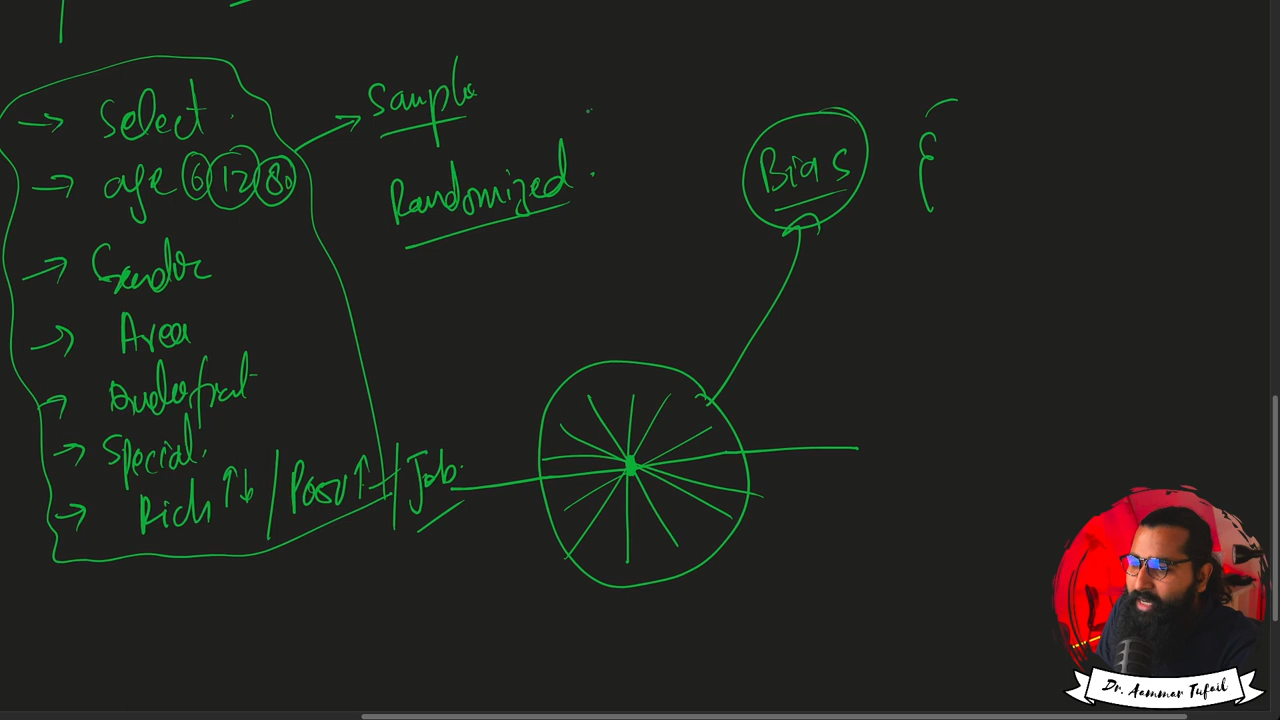 → Select.
→ age 6 12 80
→ Gender
→ Area
→
→ Special.
→ Rich ↑↓ / Poor ↑ / Job.
Sample
Randomized.
Bias
Dr. Aammar Tufail